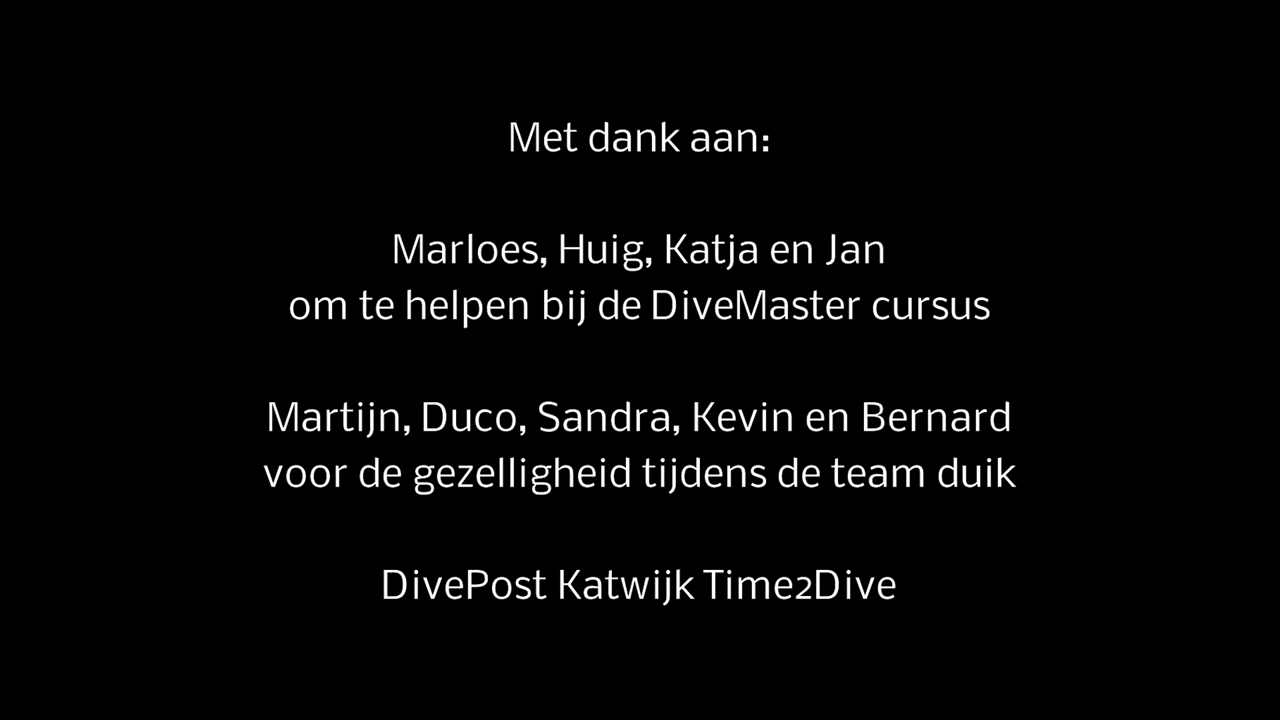 Met dank aan:
Marloes, Huig, Katja en Jan
om te helpen bij de DiveMaster cursus
Martijn, Duco, Sandra, Kevin en Bernard
voor de gezelligheid tijdens de team duik
DivePost Katwijk Time2Dive